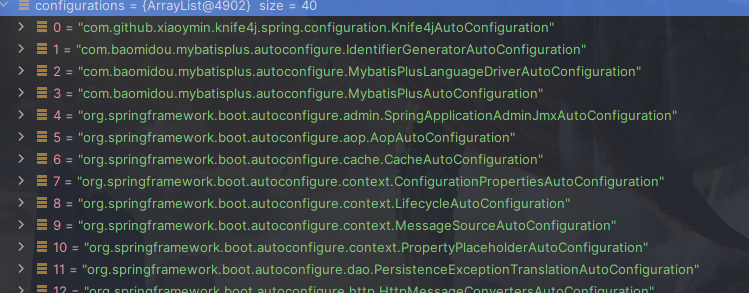 configurations = {ArrayList@4902} size = 40
0 = "com.github.xiaoymin.knife4j.spring.configuration.Knife4jAutoConfiguration"
1 = "com.baomidou.mybatisplus.autoconfigure.IdentifierGeneratorAutoConfiguration"
2 = "com.baomidou.mybatisplus.autoconfigure.MybatisPlusLanguageDriverAutoConfiguration"
3 = "com.baomidou.mybatisplus.autoconfigure.MybatisPlusAutoConfiguration"
4 = "org.springframework.boot.autoconfigure.admin.SpringApplicationAdminJmxAutoConfiguration"
5 = "org.springframework.boot.autoconfigure.aop.AopAutoConfiguration"
6 = "org.springframework.boot.autoconfigure.cache.CacheAutoConfiguration"
7 = "org.springframework.boot.autoconfigure.context.ConfigurationPropertiesAutoConfiguration"
8 = "org.springframework.boot.autoconfigure.context.LifecycleAutoConfiguration"
9 = "org.springframework.boot.autoconfigure.context.MessageSourceAutoConfiguration"
10 = "org.springframework.boot.autoconfigure.context.PropertyPlaceholderAutoConfiguration"
11 = "org.springframework.boot.autoconfigure.dao.PersistenceExceptionTranslationAutoConfiguration"
12 = "org.springframework.boot.autoconfigure.http.HttpMessageConvertersAutoConfiguration"